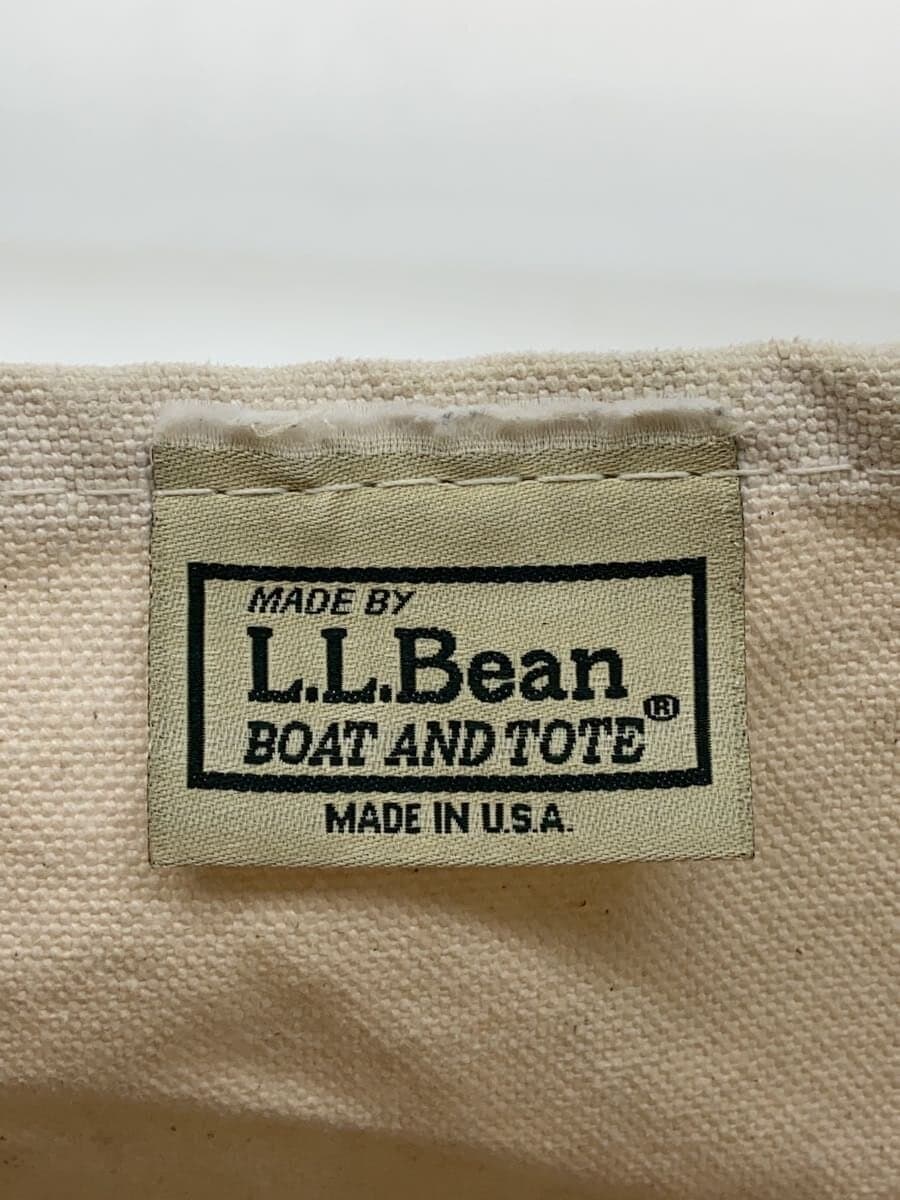 MADE BY
L.L.Bean
BOAT AND TOTE®
MADE IN U.S.A.